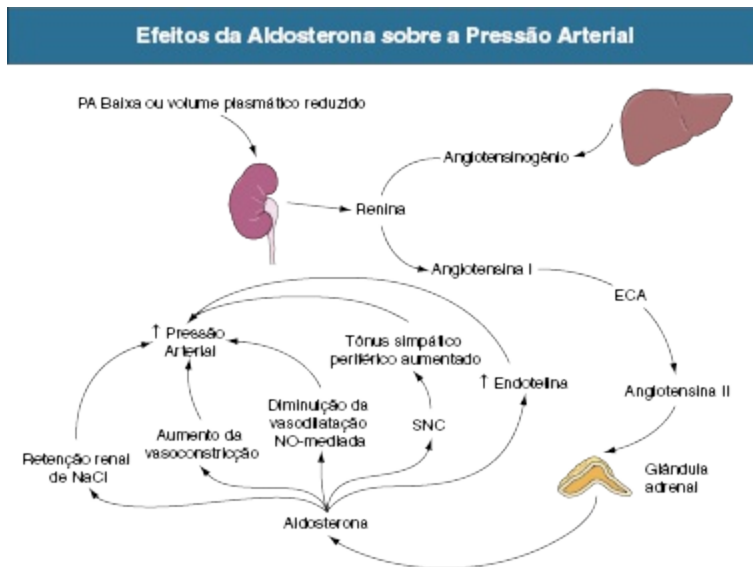 Efeitos da Aldosterona sobre a Pressão Arterial
PA Baixa ou volume plasmático reduzido
Angiotensinogênio
Renina
Angiotensina I
ECA
↑ Pressão
Arterial
Tônus simpático
periférico aumentado
↑ Endotelina
Angiotensina II
Diminuição da
vasodilatação
NO-mediada
SNC
Aumento da
vasoconstricção
Retenção renal
de NaCl
Glândula
adrenal
Aldosterona